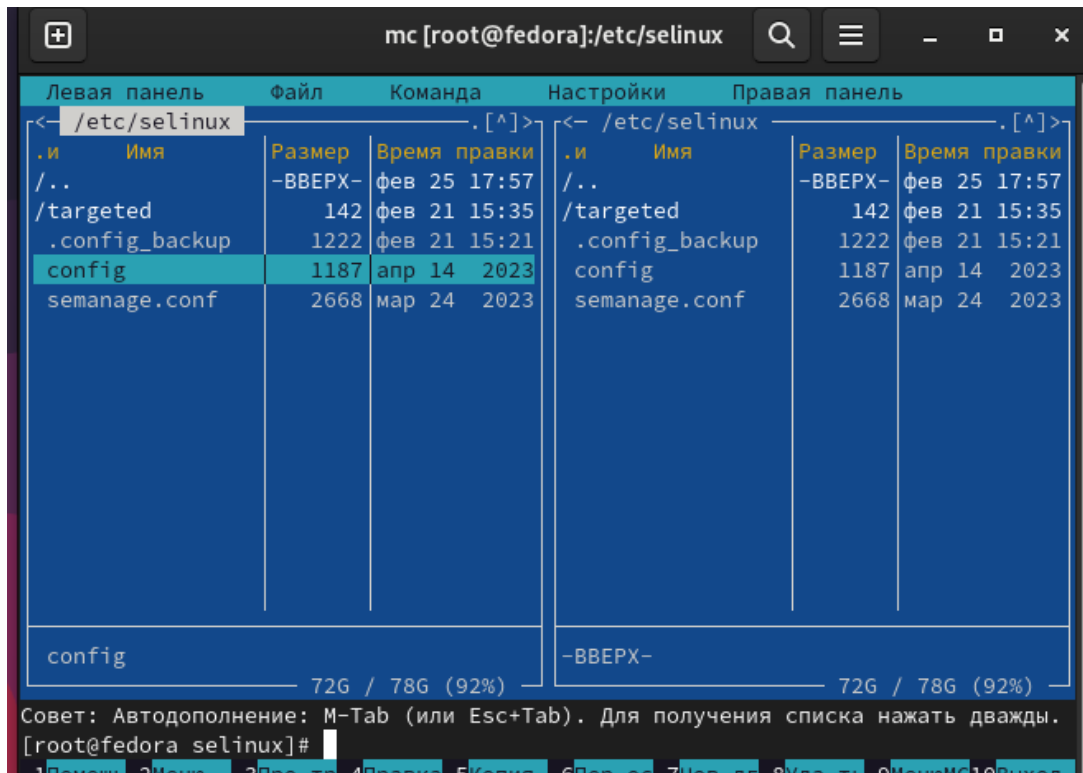 mc [root@fedora]:/etc/selinux
Левая панель Файл Команда Настройки Правая панель
<- /etc/selinux .[^]> <- /etc/selinux .[^]>
.и Имя Размер Время правки .и Имя Размер Время правки
/.. -ВВЕРХ- фев 25 17:57 /.. -ВВЕРХ- фев 25 17:57
/targeted 142 фев 21 15:35 /targeted 142 фев 21 15:35
.config_backup 1222 фев 21 15:21 .config_backup 1222 фев 21 15:21
config 1187 апр 14 2023 config 1187 апр 14 2023
semanage.conf 2668 мар 24 2023 semanage.conf 2668 мар 24 2023
config -ВВЕРХ-
72G / 78G (92%) 72G / 78G (92%)
Совет: Автодополнение: M-Tab (или Esc+Tab). Для получения списка нажать дважды.
[root@fedora selinux]#